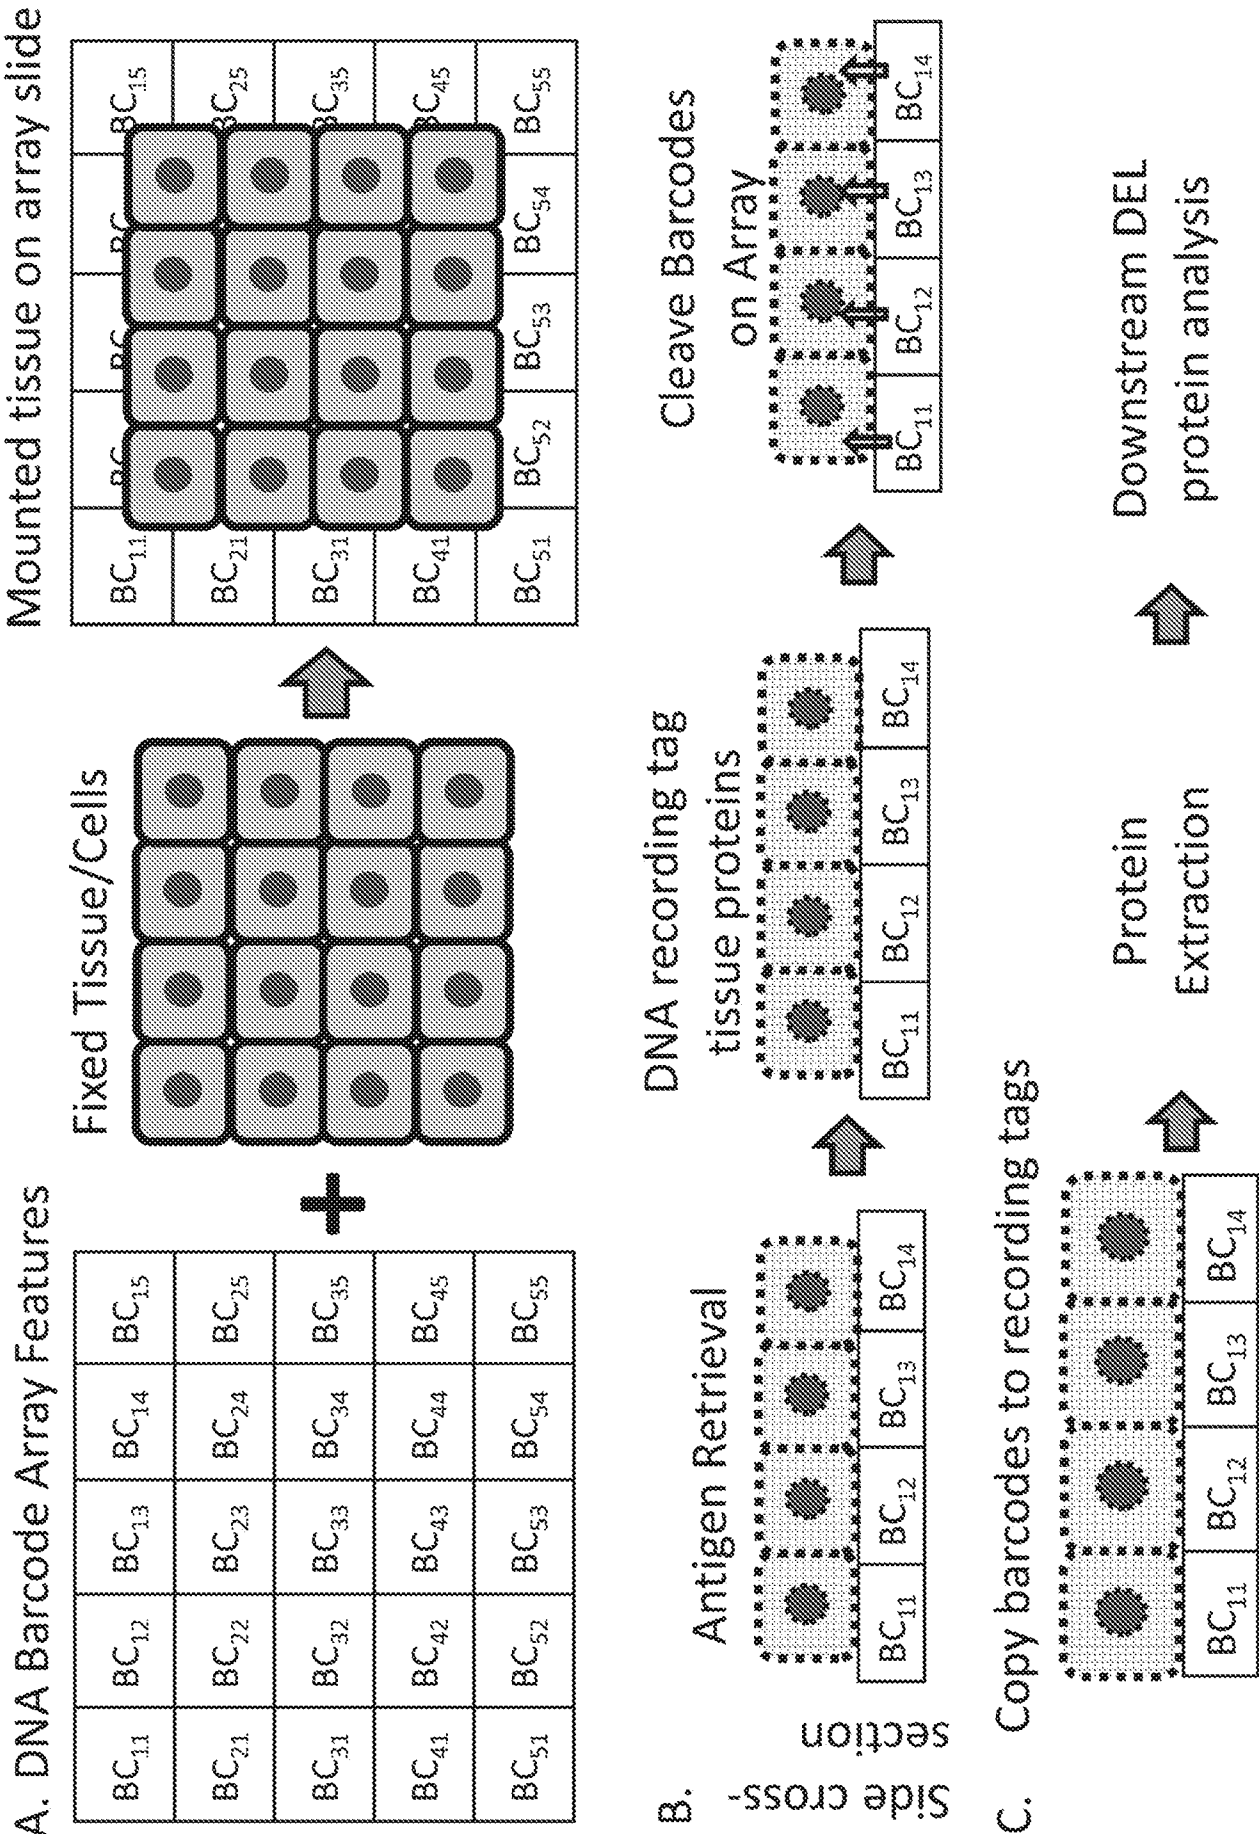 A. DNA Barcode Array Features
BC₁₁ BC₁₂ BC₁₃ BC₁₄ BC₁₅
BC₂₁ BC₂₂ BC₂₃ BC₂₄ BC₂₅
BC₃₁ BC₃₂ BC₃₃ BC₃₄ BC₃₅
BC₄₁ BC₄₂ BC₄₃ BC₄₄ BC₄₅
BC₅₁ BC₅₂ BC₅₃ BC₅₄ BC₅₅
+
Fixed Tissue/Cells
Mounted tissue on array slide
BC₁₁ BC BC BC BC₁₅
BC₂₁ BC₂₅
BC₃₁ BC₃₅
BC₄₁ BC₄₅
BC₅₁ BC₅₂ BC₅₃ BC₅₄ BC₅₅
B.
Side cross-
section
Antigen Retrieval
BC₁₁ BC₁₂ BC₁₃ BC₁₄
DNA recording tag
tissue proteins
BC₁₁ BC₁₂ BC₁₃ BC₁₄
Cleave Barcodes
on Array
BC₁₁ BC₁₂ BC₁₃ BC₁₄
C. Copy barcodes to recording tags
BC₁₁ BC₁₂ BC₁₃ BC₁₄
Protein
Extraction
Downstream DEL
protein analysis